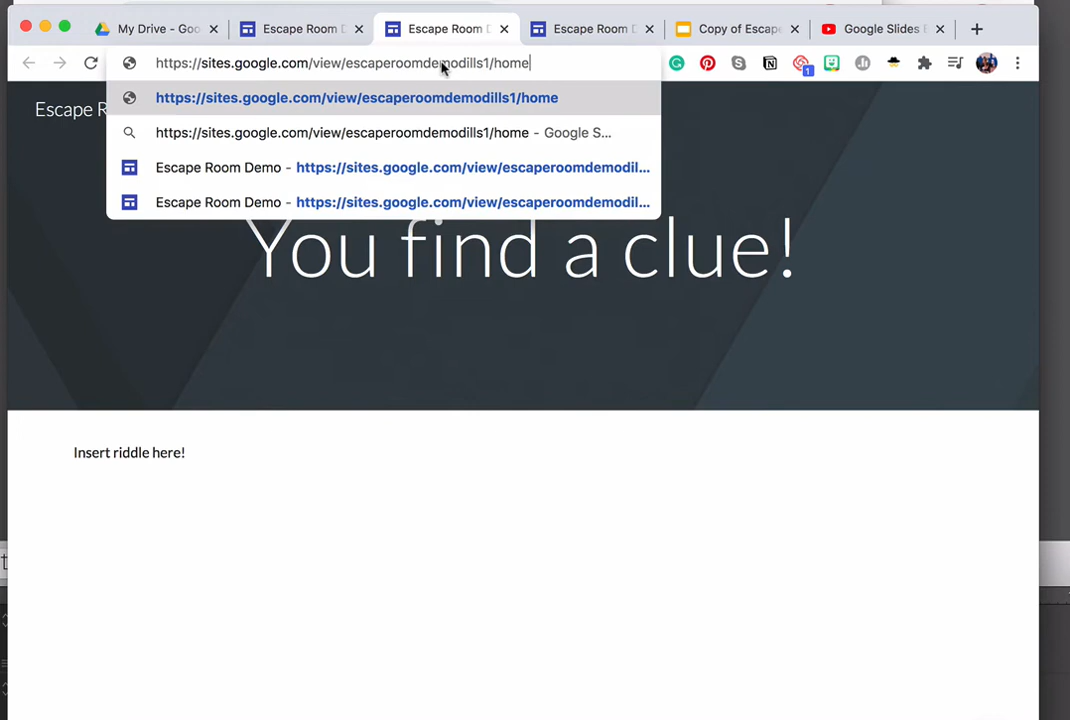 My Drive - Goo
Escape Room D
Escape Room D
Escape Room D
Copy of Escape
Google Slides E
https://sites.google.com/view/escaperoomdemodills1/home
1
https://sites.google.com/view/escaperoomdemodills1/home
Escape R
https://sites.google.com/view/escaperoomdemodills1/home - Google S...
Escape Room Demo - https://sites.google.com/view/escaperoomdemodil...
Escape Room Demo - https://sites.google.com/view/escaperoomdemodil...
You find a clue!
Insert riddle here!